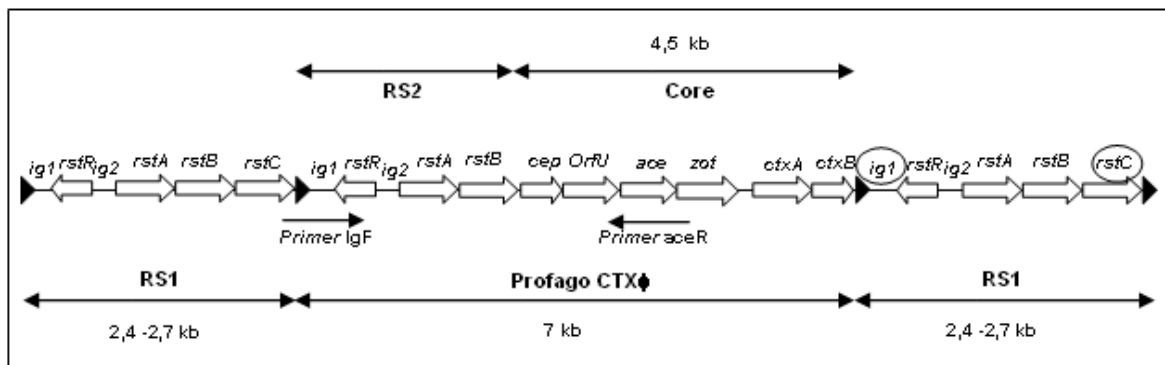 4,5 kb
RS2 Core
ig1 rstR ig2 rstA rstB rstC ig1 rstR ig2 rstA rstB cep OrfU ace zot ctxA ctxB ig1 rstR ig2 rstA rstB rstC
Primer IgF Primer aceR
RS1 Profago CTXϕ RS1
2,4 -2,7 kb 7 kb 2,4 -2,7 kb